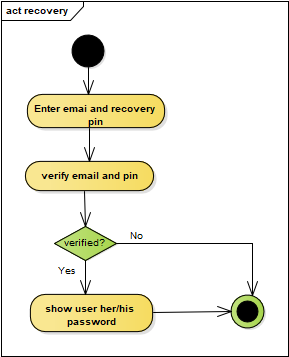 act recovery
Enter emai and recovery
pin
verify email and pin
verified?
No
Yes
show user her/his
password